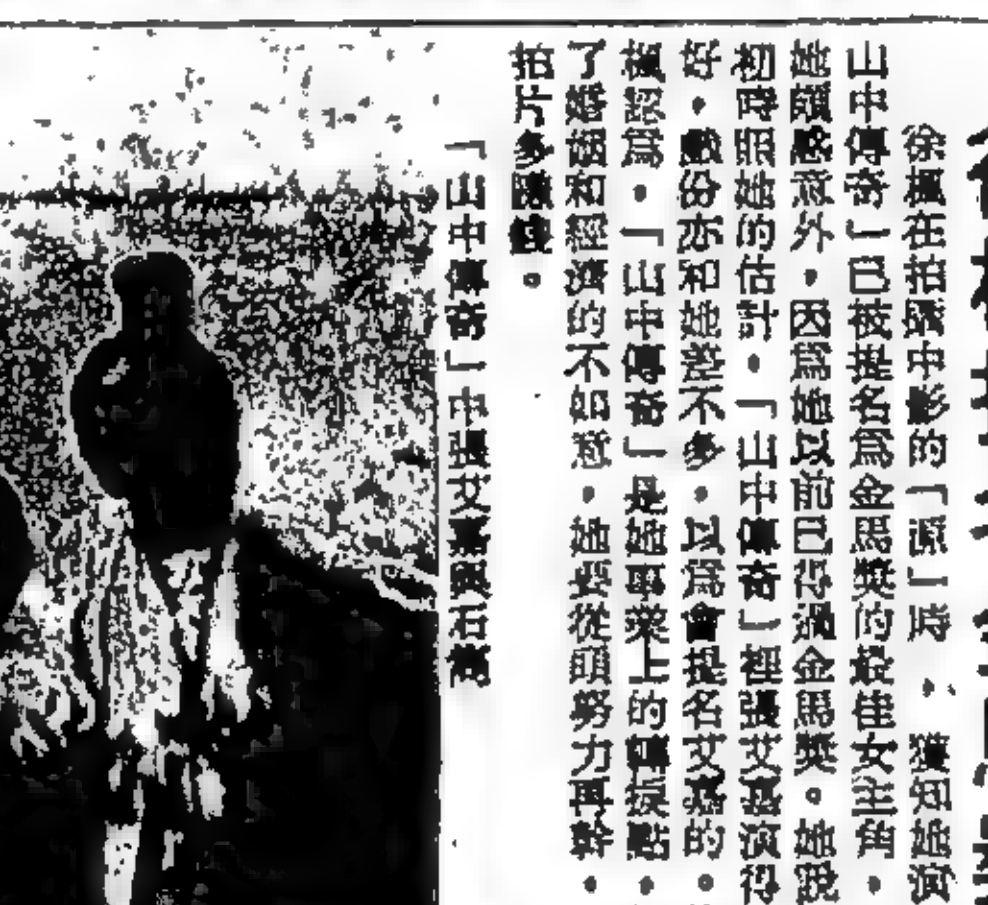 徐楓在拍攝中影的「源」時，獲知她演
山中傳奇」已被提名為金馬獎的最佳女主角，
她頗感意外，因為她以前已得過金馬獎。她說
初時照她的估計，「山中傳奇」裡張艾嘉演得
好，戲份亦和她差不多，以為會提名艾嘉的。
楓認為，「山中傳奇」是她事業上的轉捩點，
了婚姻和經濟的不如意，她要從頭努力再幹，
拍多
「山中傳奇」中張艾嘉與石雋